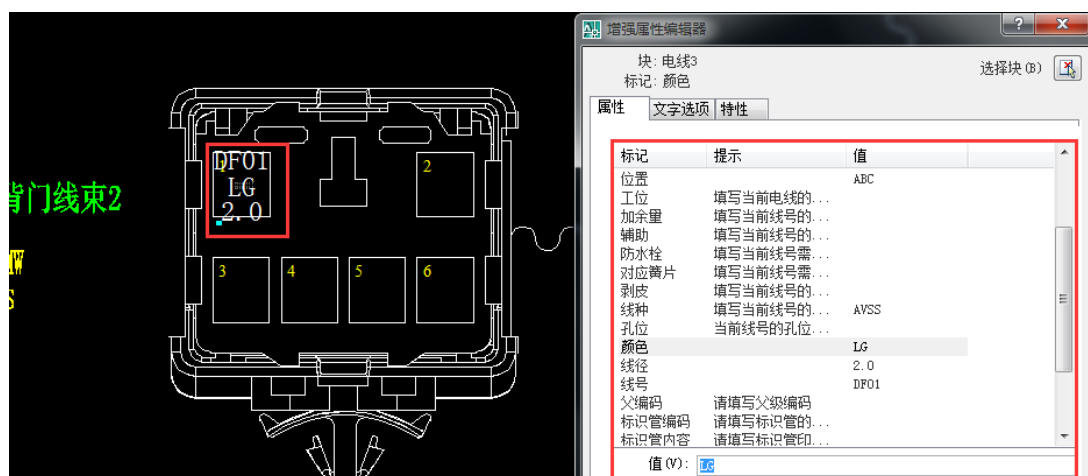 背门线束2
DF01
1
LG
2.0
2
3
4
5
6
增强属性编辑器
块: 电线3
标记: 颜色
选择块(B)
属性 文字选项 特性
标记 提示 值
位置 ABC
工位 填写当前电线的...
加余量 填写当前线号的...
辅助 填写当前线号的...
防水栓 填写当前线号需...
对应簧片 填写当前线号需...
剥皮 填写当前线号的...
线种 填写当前线号的... AVSS
孔位 当前线号的孔位...
颜色 LG
线径 2.0
线号 DF01
父编码 请填写父级编码
标识管编码 请填写标识管的...
标识管内容 请填写标识管印...
值(V): LG